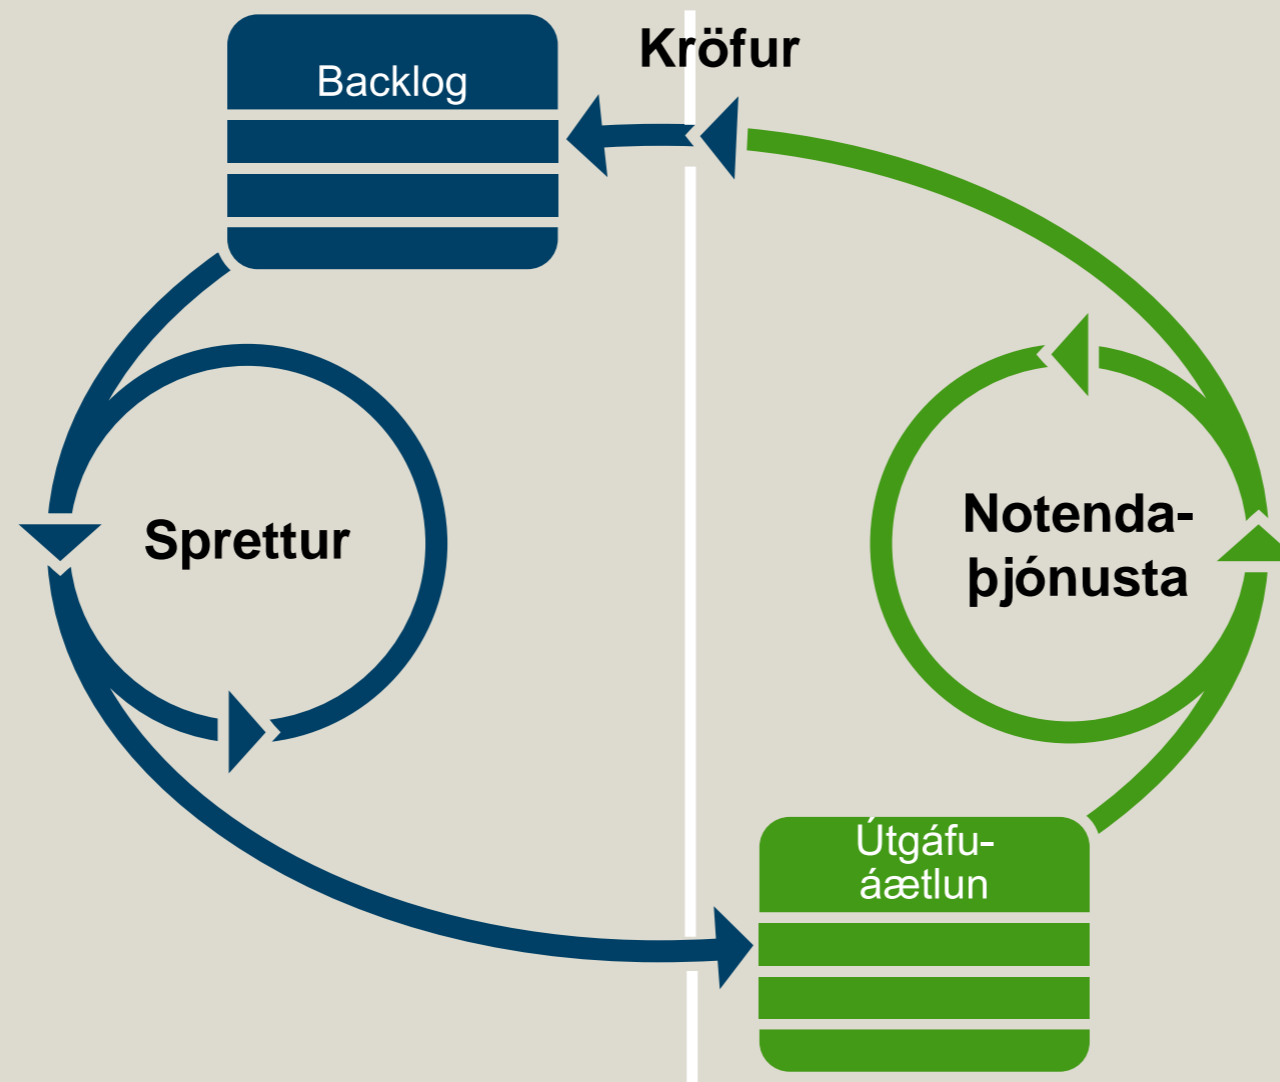 Kröfur
Backlog
Sprettur
Notenda-
þjónusta
Útgáfu-
áætlun